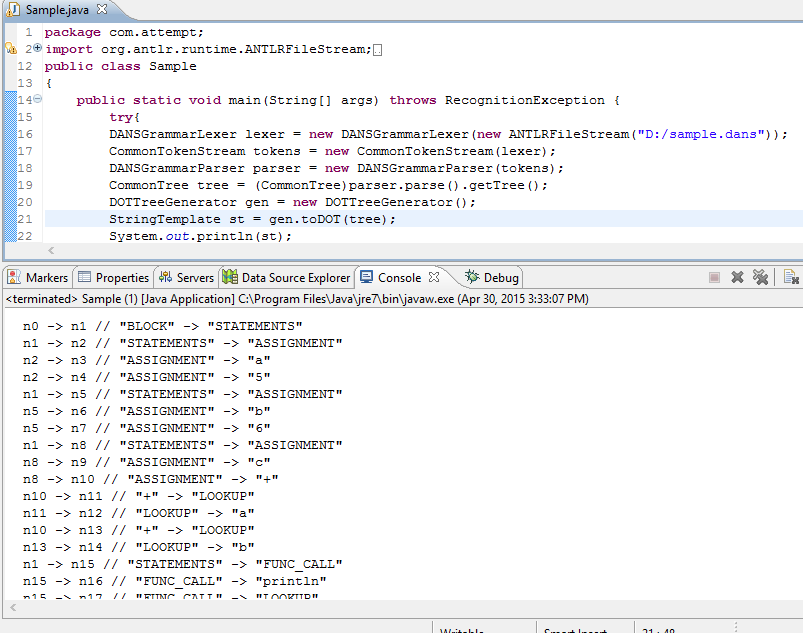 Sample.java
1 package com.attempt;
2 import org.antlr.runtime.ANTLRFileStream;
12 public class Sample
13 {
14 public static void main(String[] args) throws RecognitionException {
15 try{
16 DANSGrammarLexer lexer = new DANSGrammarLexer(new ANTLRFileStream("D:/sample.dans"));
17 CommonTokenStream tokens = new CommonTokenStream(lexer);
18 DANSGrammarParser parser = new DANSGrammarParser(tokens);
19 CommonTree tree = (CommonTree)parser.parse().getTree();
20 DOTTreeGenerator gen = new DOTTreeGenerator();
21 StringTemplate st = gen.toDOT(tree);
22 System.out.println(st);
Markers Properties Servers Data Source Explorer Console Debug
<terminated> Sample (1) [Java Application] C:\Program Files\Java\jre7\bin\javaw.exe (Apr 30, 2015 3:33:07 PM)
n0 -> n1 // "BLOCK" -> "STATEMENTS"
n1 -> n2 // "STATEMENTS" -> "ASSIGNMENT"
n2 -> n3 // "ASSIGNMENT" -> "a"
n2 -> n4 // "ASSIGNMENT" -> "5"
n1 -> n5 // "STATEMENTS" -> "ASSIGNMENT"
n5 -> n6 // "ASSIGNMENT" -> "b"
n5 -> n7 // "ASSIGNMENT" -> "6"
n1 -> n8 // "STATEMENTS" -> "ASSIGNMENT"
n8 -> n9 // "ASSIGNMENT" -> "c"
n8 -> n10 // "ASSIGNMENT" -> "+"
n10 -> n11 // "+" -> "LOOKUP"
n11 -> n12 // "LOOKUP" -> "a"
n10 -> n13 // "+" -> "LOOKUP"
n13 -> n14 // "LOOKUP" -> "b"
n1 -> n15 // "STATEMENTS" -> "FUNC_CALL"
n15 -> n16 // "FUNC_CALL" -> "println"
n15 -> n17 // "FUNC_CALL" -> "LOOKUP"
Writable Smart Insert 21 : 48